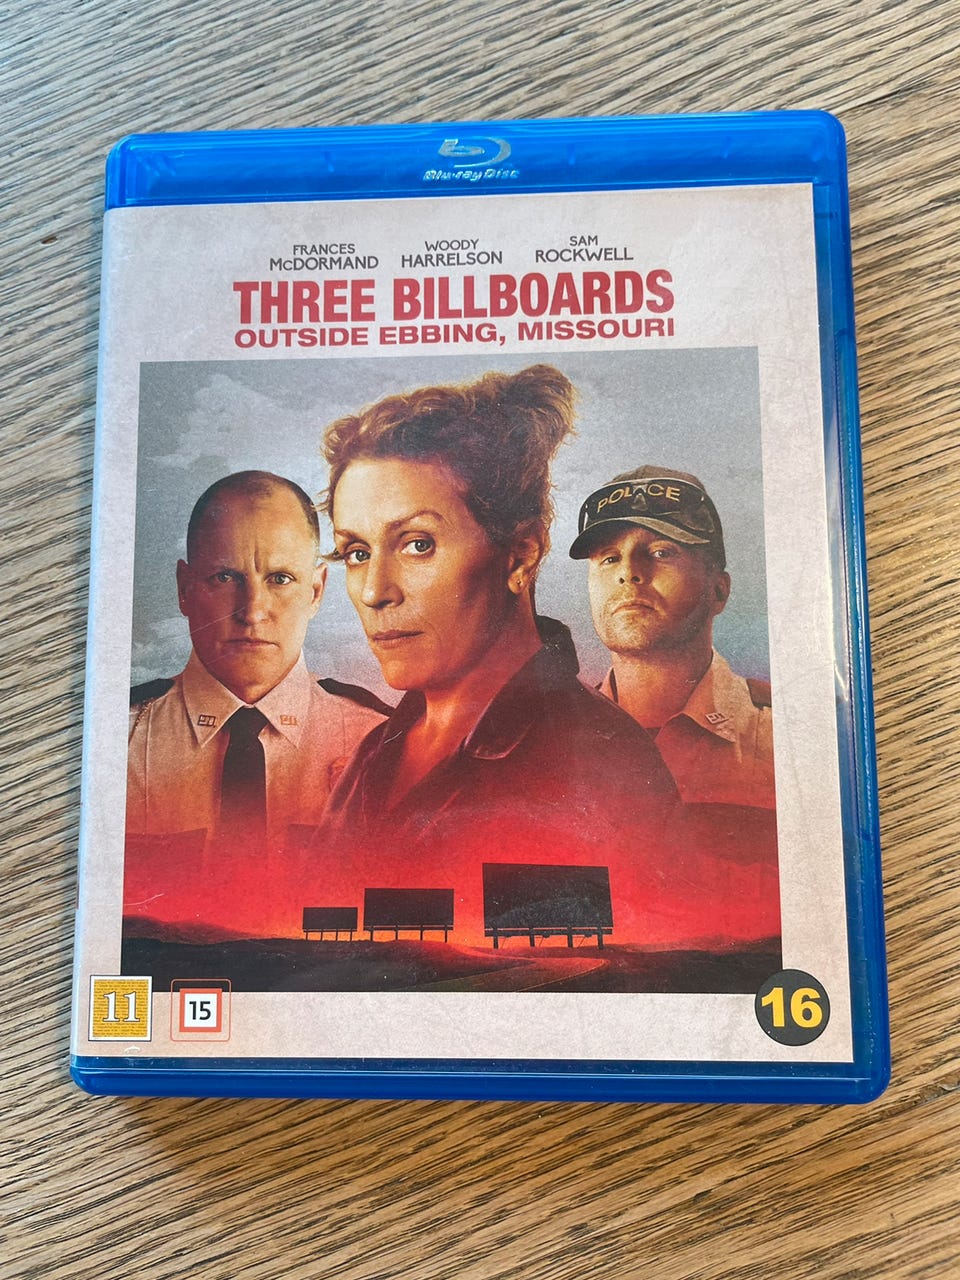 Blu-ray Disc
FRANCES McDORMAND
WOODY HARRELSON
SAM ROCKWELL
THREE BILLBOARDS
OUTSIDE EBBING, MISSOURI
POLICE
11
15
16